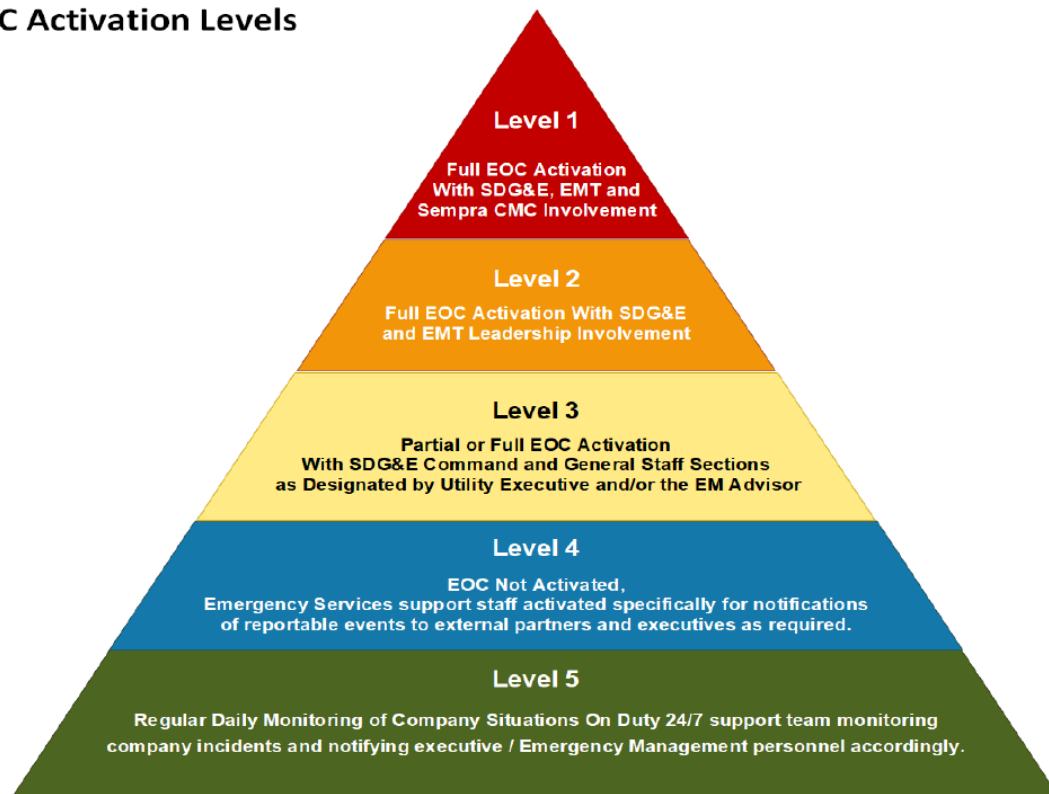 C Activation Levels
Level 1
Full EOC Activation
With SDG&E, EMT and
Sempra CMC Involvement
Level 2
Full EOC Activation With SDG&E
and EMT Leadership Involvement
Level 3
Partial or Full EOC Activation
With SDG&E Command and General Staff Sections
as Designated by Utility Executive and/or the EM Advisor
Level 4
EOC Not Activated,
Emergency Services support staff activated specifically for notifications
of reportable events to external partners and executives as required.
Level 5
Regular Daily Monitoring of Company Situations On Duty 24/7 support team monitoring
company incidents and notifying executive / Emergency Management personnel accordingly.